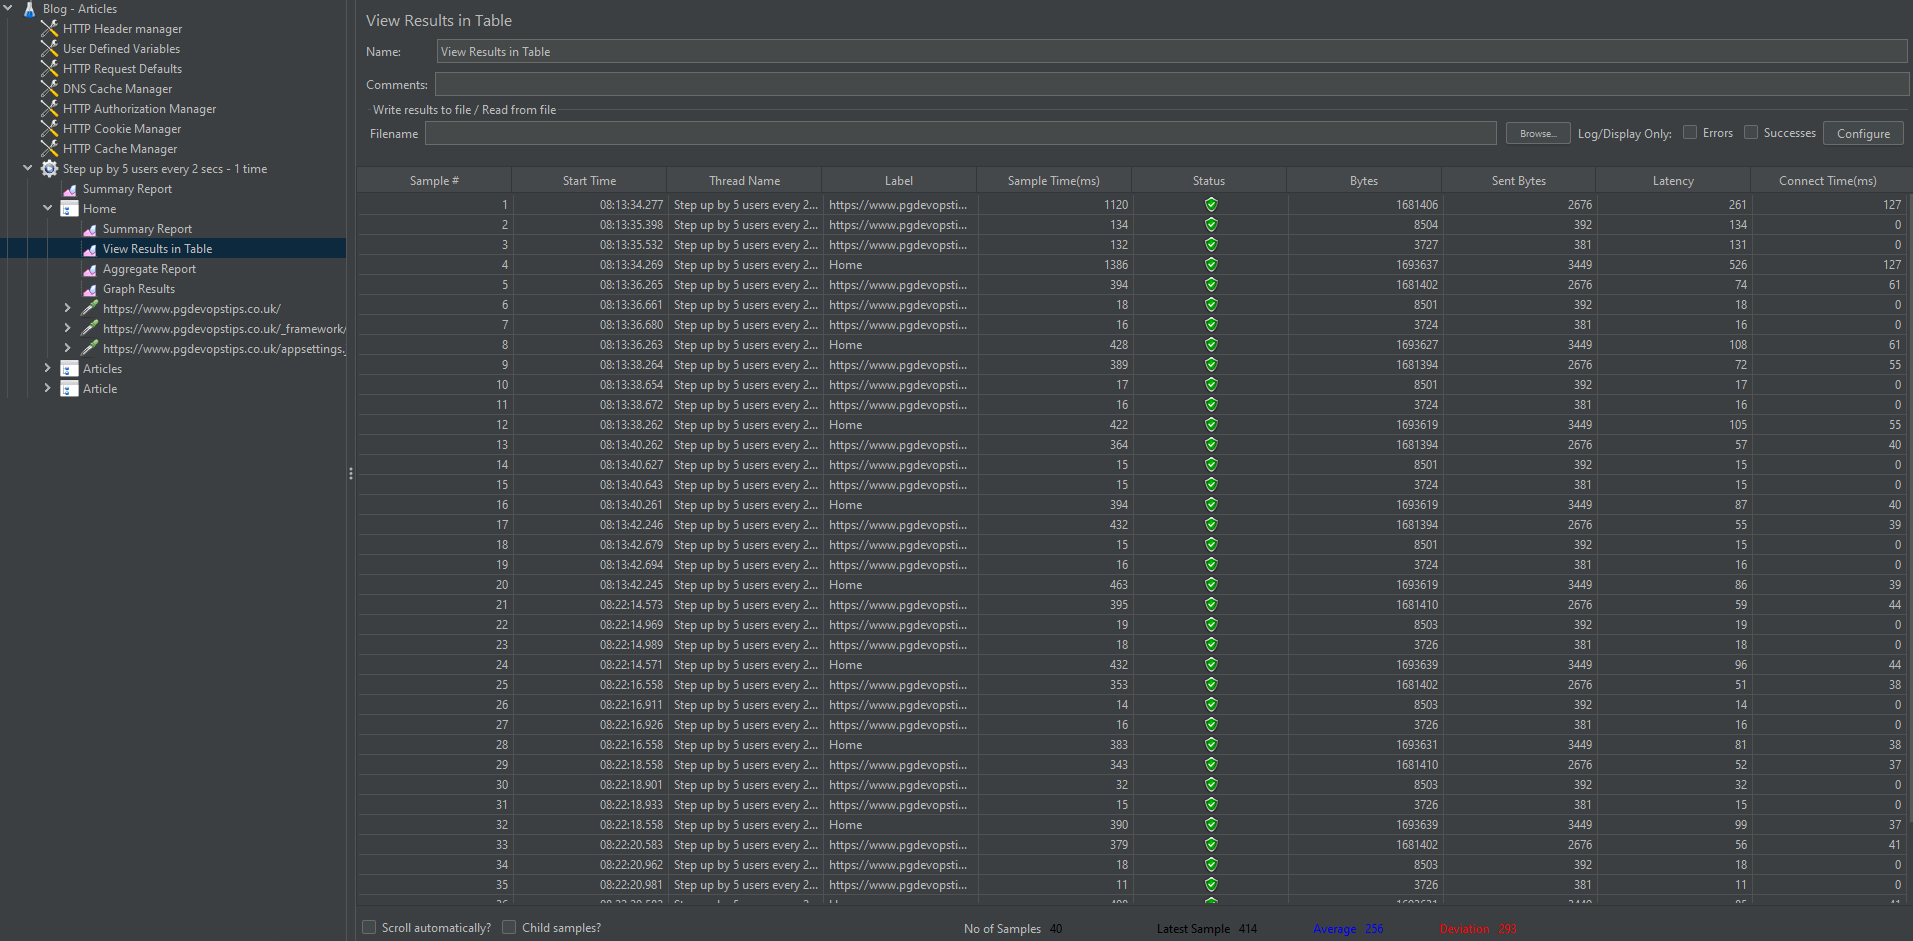 Blog - Articles
HTTP Header manager
User Defined Variables
HTTP Request Defaults
DNS Cache Manager
HTTP Authorization Manager
HTTP Cookie Manager
HTTP Cache Manager
Step up by 5 users every 2 secs - 1 time
Summary Report
Home
Summary Report
View Results in Table
Aggregate Report
Graph Results
https://www.pgdevopstips.co.uk/
https://www.pgdevopstips.co.uk/_framework/
https://www.pgdevopstips.co.uk/appsettings.
Articles
Article
View Results in Table
Name: View Results in Table
Comments:
Write results to file / Read from file
Filename Browse... Log/Display Only: Errors Successes Configure
Sample # Start Time Thread Name Label Sample Time(ms) Status Bytes Sent Bytes Latency Connect Time(ms)
1 08:13:34.277 Step up by 5 users every 2... https://www.pgdevopsti... 1120 1681406 2676 261 127
2 08:13:35.398 Step up by 5 users every 2... https://www.pgdevopsti... 134 8504 392 134 0
3 08:13:35.532 Step up by 5 users every 2... https://www.pgdevopsti... 132 3727 381 131 0
4 08:13:34.269 Step up by 5 users every 2... Home 1386 1693637 3449 526 127
5 08:13:36.265 Step up by 5 users every 2... https://www.pgdevopsti... 394 1681402 2676 74 61
6 08:13:36.661 Step up by 5 users every 2... https://www.pgdevopsti... 18 8501 392 18 0
7 08:13:36.680 Step up by 5 users every 2... https://www.pgdevopsti... 16 3724 381 16 0
8 08:13:36.263 Step up by 5 users every 2... Home 428 1693627 3449 108 61
9 08:13:38.264 Step up by 5 users every 2... https://www.pgdevopsti... 389 1681394 2676 72 55
10 08:13:38.654 Step up by 5 users every 2... https://www.pgdevopsti... 17 8501 392 17 0
11 08:13:38.672 Step up by 5 users every 2... https://www.pgdevopsti... 16 3724 381 16 0
12 08:13:38.262 Step up by 5 users every 2... Home 422 1693619 3449 105 55
13 08:13:40.262 Step up by 5 users every 2... https://www.pgdevopsti... 364 1681394 2676 57 40
14 08:13:40.627 Step up by 5 users every 2... https://www.pgdevopsti... 15 8501 392 15 0
15 08:13:40.643 Step up by 5 users every 2... https://www.pgdevopsti... 15 3724 381 15 0
16 08:13:40.261 Step up by 5 users every 2... Home 394 1693619 3449 87 40
17 08:13:42.246 Step up by 5 users every 2... https://www.pgdevopsti... 432 1681394 2676 55 39
18 08:13:42.679 Step up by 5 users every 2... https://www.pgdevopsti... 15 8501 392 15 0
19 08:13:42.694 Step up by 5 users every 2... https://www.pgdevopsti... 16 3724 381 16 0
20 08:13:42.245 Step up by 5 users every 2... Home 463 1693619 3449 86 39
21 08:22:14.573 Step up by 5 users every 2... https://www.pgdevopsti... 395 1681410 2676 59 44
22 08:22:14.969 Step up by 5 users every 2... https://www.pgdevopsti... 19 8503 392 19 0
23 08:22:14.989 Step up by 5 users every 2... https://www.pgdevopsti... 18 3726 381 18 0
24 08:22:14.571 Step up by 5 users every 2... Home 432 1693639 3449 96 44
25 08:22:16.558 Step up by 5 users every 2... https://www.pgdevopsti... 353 1681402 2676 51 38
26 08:22:16.911 Step up by 5 users every 2... https://www.pgdevopsti... 14 8503 392 14 0
27 08:22:16.926 Step up by 5 users every 2... https://www.pgdevopsti... 16 3726 381 16 0
28 08:22:16.558 Step up by 5 users every 2... Home 383 1693631 3449 81 38
29 08:22:18.558 Step up by 5 users every 2... https://www.pgdevopsti... 343 1681410 2676 52 37
30 08:22:18.901 Step up by 5 users every 2... https://www.pgdevopsti... 32 8503 392 32 0
31 08:22:18.933 Step up by 5 users every 2... https://www.pgdevopsti... 15 3726 381 15 0
32 08:22:18.558 Step up by 5 users every 2... Home 390 1693639 3449 99 37
33 08:22:20.583 Step up by 5 users every 2... https://www.pgdevopsti... 379 1681402 2676 56 41
34 08:22:20.962 Step up by 5 users every 2... https://www.pgdevopsti... 18 8503 392 18 0
35 08:22:20.981 Step up by 5 users every 2... https://www.pgdevopsti... 11 3726 381 11 0
Scroll automatically? Child samples? No of Samples 40 Latest Sample 414 Average 256 Deviation 293